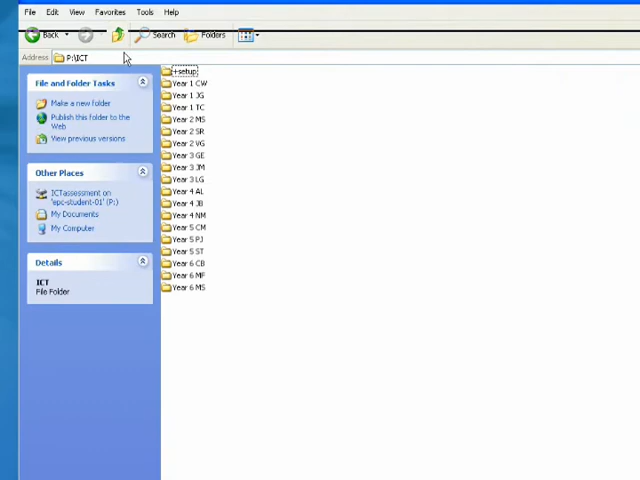 File Edit View Favorites Tools Help
Back Search Folders
Address P:\ICT
File and Folder Tasks
Make a new folder
Publish this folder to the
Web
View previous versions
Other Places
ICTassessment on
'epc-student-01' (P:)
My Documents
My Computer
Details
ICT
File Folder
+setup
Year 1 CW
Year 1 JG
Year 1 TC
Year 2 MS
Year 2 SR
Year 2 VG
Year 3 GE
Year 3 JM
Year 3 LG
Year 4 AL
Year 4 JB
Year 4 NM
Year 5 CM
Year 5 PJ
Year 5 ST
Year 6 CB
Year 6 MF
Year 6 MS